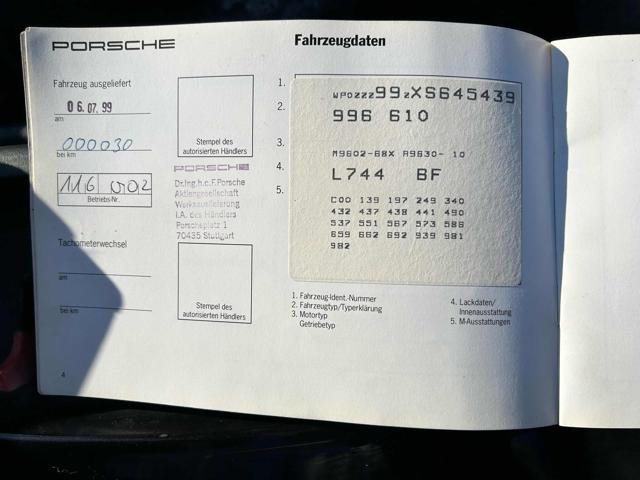 PORSCHE
Fahrzeugdaten
Fahrzeug ausgeliefert
06.07.99
am
000030
bei km
116 0102
Betriebs-Nr.
Tachometerwechsel
am
bei km
Stempel des
autorisierten Händlers
PORSCHE
Dr.Ing.h.c.F.Porsche
Aktiengesellschaft
Werksauslieferung
I.A. des Händlers
Porscheplatz 1
70435 Stuttgart
Stempel des
autorisierten Händlers
1.
WP0ZZZ99ZXS645439
2.
996 610
3.
M9602-68X A9630- 10
4.
L744 BF
5.
C00 139 197 249 340
432 437 438 441 490
537 551 567 573 586
659 662 692 939 981
982
1. Fahrzeug-Ident.-Nummer
2. Fahrzeugtyp/Typerklärung
3. Motortyp
Getriebetyp
4. Lackdaten/
Innenausstattung
5. M-Ausstattungen
4